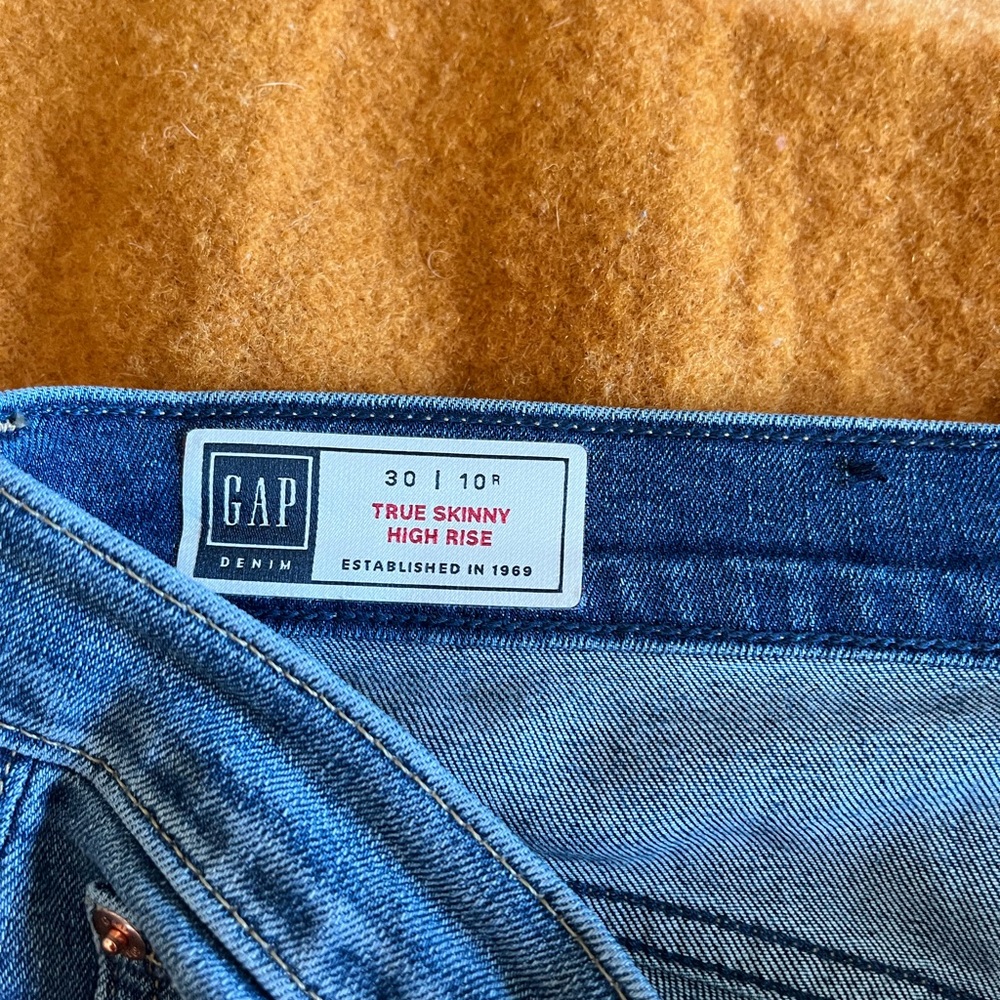 GAP
DENIM
30 | 10R
TRUE SKINNY
HIGH RISE
ESTABLISHED IN 1969